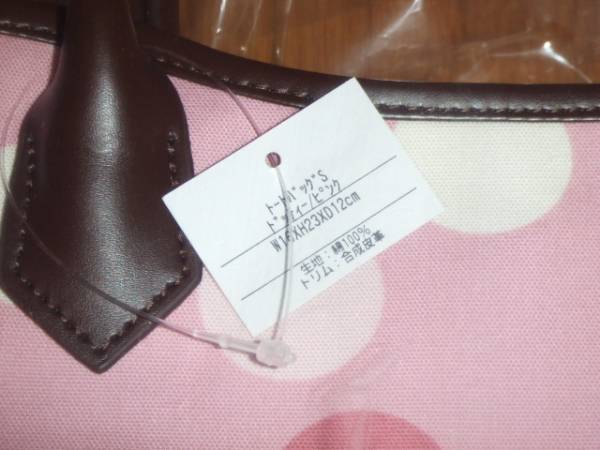 トートバッグS
ドッティー/ピンク
W16XH23XD12cm
生地：綿100%
トリム：合成皮革